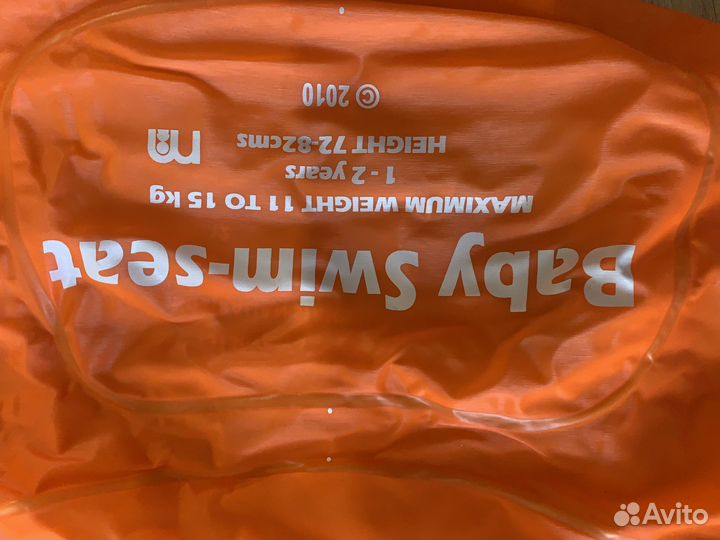 Baby Swim-seat
MAXIMUM WEIGHT 11 TO 15 kg
1 - 2 years
HEIGHT 72-82cms
© 2010
Avito